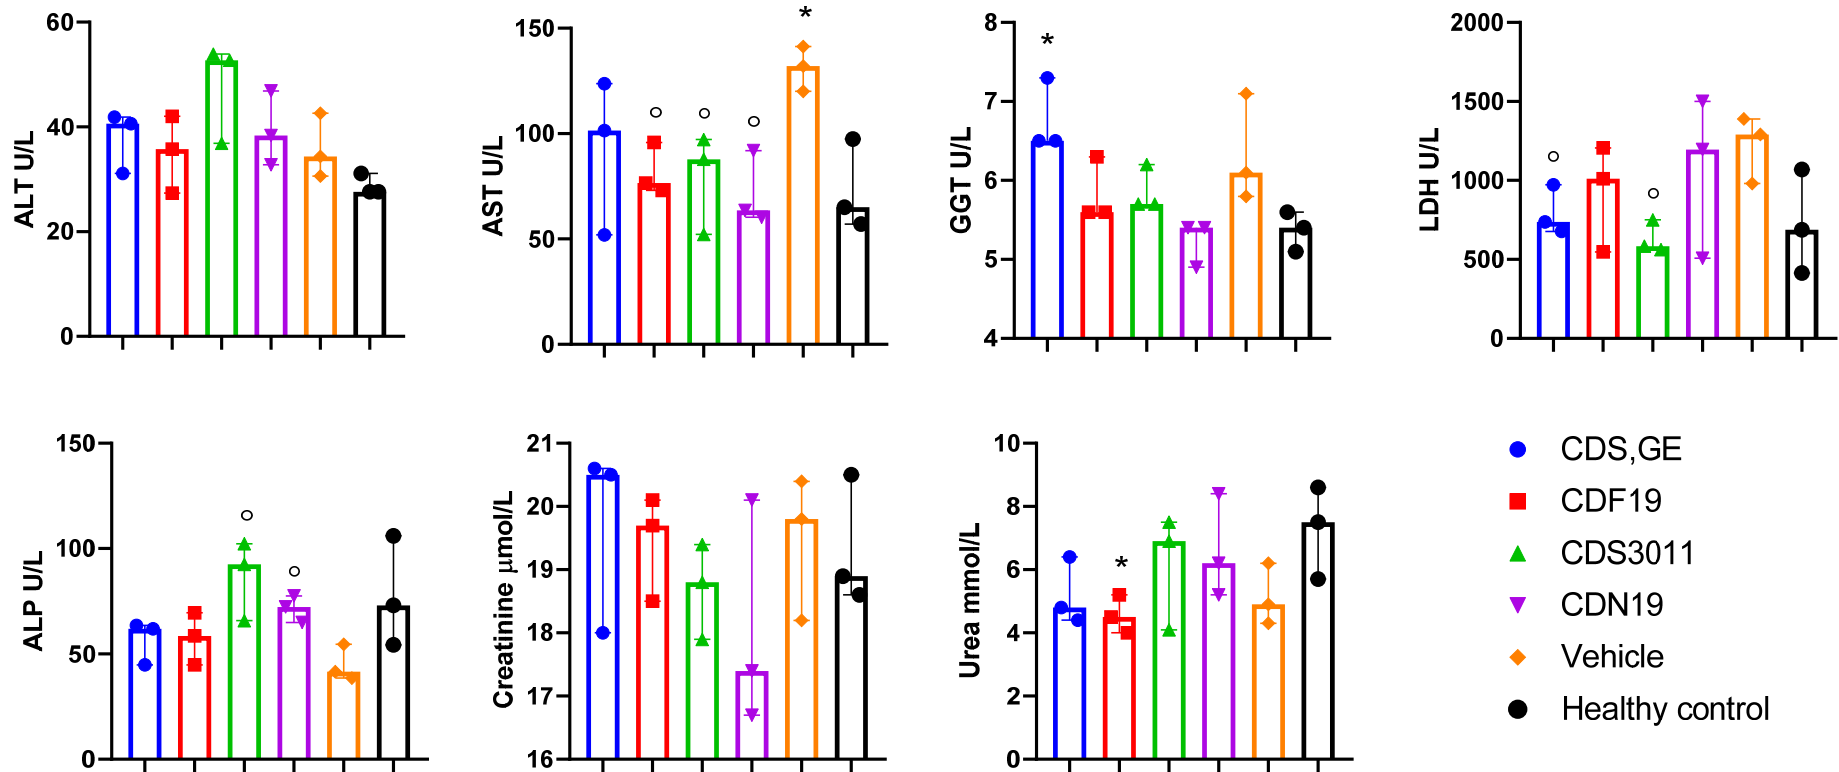 ALT U/L
60
40
20
0
AST U/L
150
100
50
0
*
GGT U/L
8
7
6
5
4
*
LDH U/L
2000
1500
1000
500
0
ALP U/L
150
100
50
0
Creatinine μmol/L
21
20
19
18
17
16
Urea mmol/L
10
8
6
4
2
0
*
CDS,GE
CDF19
CDS3011
CDN19
Vehicle
Healthy control